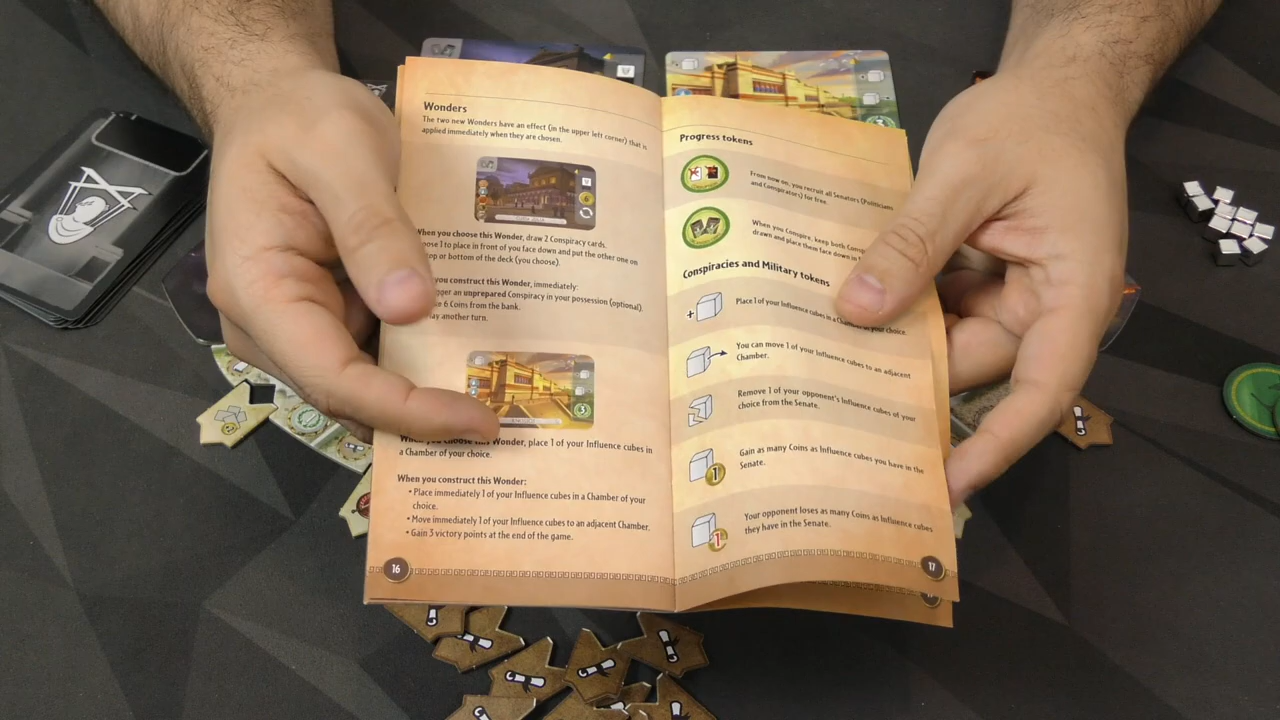 Wonders
The two new Wonders have an effect (in the upper left corner) that is
applied immediately when they are chosen.
When you choose this Wonder, draw 2 Conspiracy cards.
1 to place in front of you face down and put the other one on
or bottom of the deck (you choose).
you construct this Wonder, immediately:
an unprepared Conspiracy in your possession (optional).
6 Coins from the bank.
another turn.
When you choose this Wonder, place 1 of your Influence cubes in
a Chamber of your choice.
When you construct this Wonder:
• Place immediately 1 of your Influence cubes in a Chamber of your
choice.
• Move immediately 1 of your Influence cubes to an adjacent Chamber.
• Gain 3 victory points at the end of the game.
3
16
Progress tokens
From now on, you recruit all Senators (Politicians
and Conspirators) for free.
When you Conspire, keep both
drawn and place them face down in
Conspiracies and Military tokens
+
Place 1 of your Influence cubes in a Chamber of your choice.
You can move 1 of your Influence cubes to an adjacent
Chamber.
Remove 1 of your opponent's Influence cubes of your
choice from the Senate.
1
Gain as many Coins as Influence cubes you have in the
Senate.
1
Your opponent loses as many Coins as Influence cubes
they have in the Senate.
17